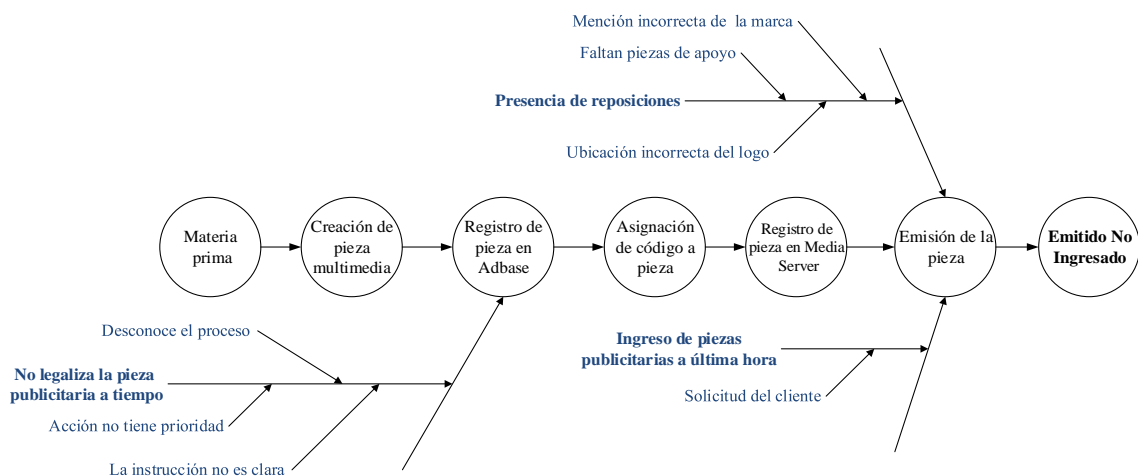 Mención incorrecta de la marca
Faltan piezas de apoyo
Presencia de reposiciones
Ubicación incorrecta del logo
Materia
prima
Creación de
pieza
multimedia
Registro de
pieza en
Adbase
Asignación
de código a
pieza
Registro de
pieza en Media
Server
Emisión de la
pieza
Emitido No
Ingresado
Desconoce el proceso
No legaliza la pieza
publicitaria a tiempo
Acción no tiene prioridad
La instrucción no es clara
Ingreso de piezas
publicitarias a última hora
Solicitud del cliente